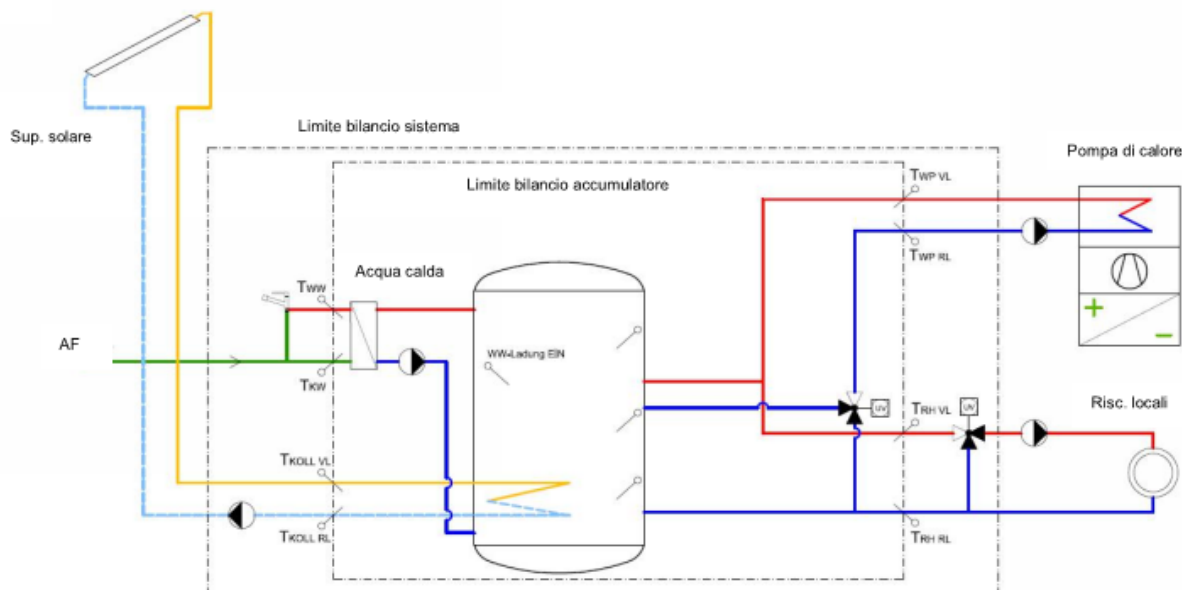 Sup. solare
Limite bilancio sistema
Limite bilancio accumulatore
Pompa di calore
TWP VL
TWP RL
Acqua calda
TWW
AF
TKW
WW-Ladung EIN
UV
TRH VL
UV
Risc. locali
TKOLL VL
TKOLL RL
TRH RL
+
-